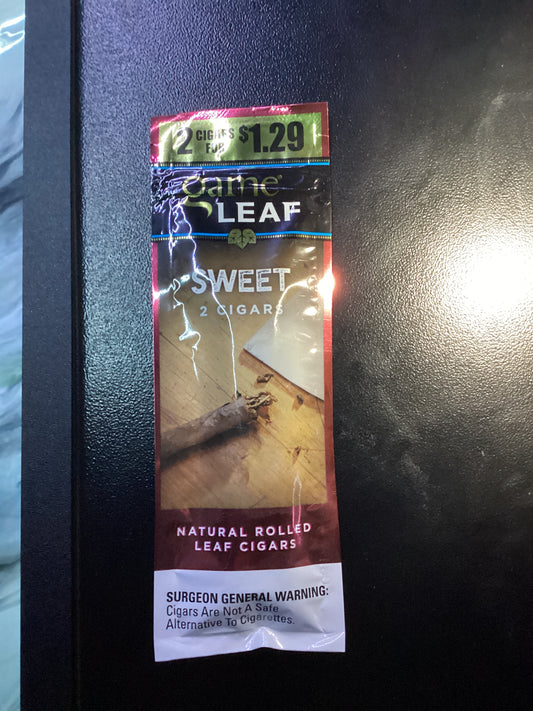 2 CIGARS FOR $1.29
game
LEAF
SWEET
2 CIGARS
NATURAL ROLLED
LEAF CIGARS
SURGEON GENERAL WARNING:
Cigars Are Not A Safe
Alternative To Cigarettes.